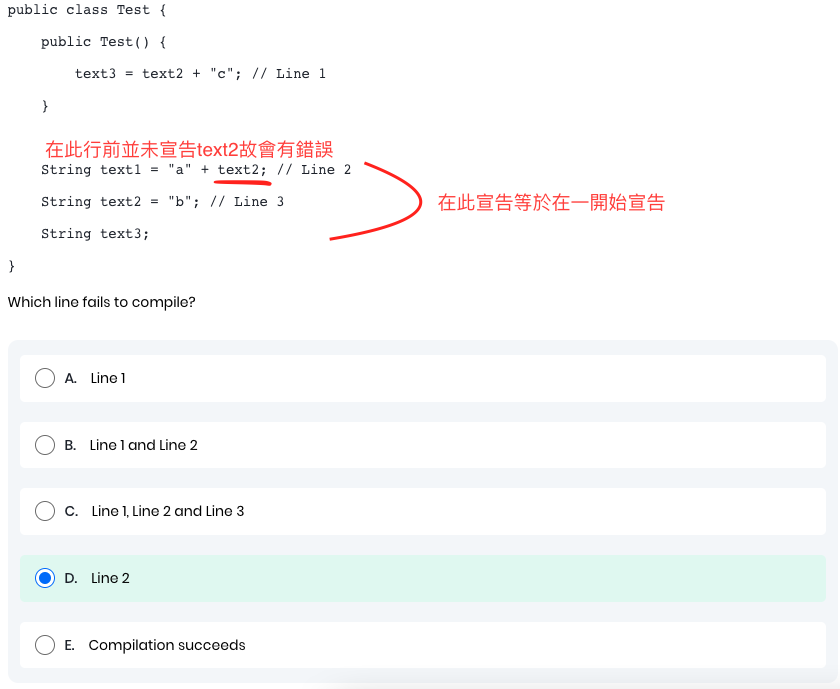 public class Test {
public Test() {
text3 = text2 + "c"; // Line 1
}
在此行前並未宣告text2故會有錯誤
String text1 = "a" + text2; // Line 2
String text2 = "b"; // Line 3
在此宣告等於在一開始宣告
String text3;
}
Which line fails to compile?
A. Line 1
B. Line 1 and Line 2
C. Line 1, Line 2 and Line 3
D. Line 2
E. Compilation succeeds